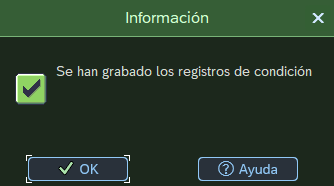 Información
Se han grabado los registros de condición
OK
Ayuda